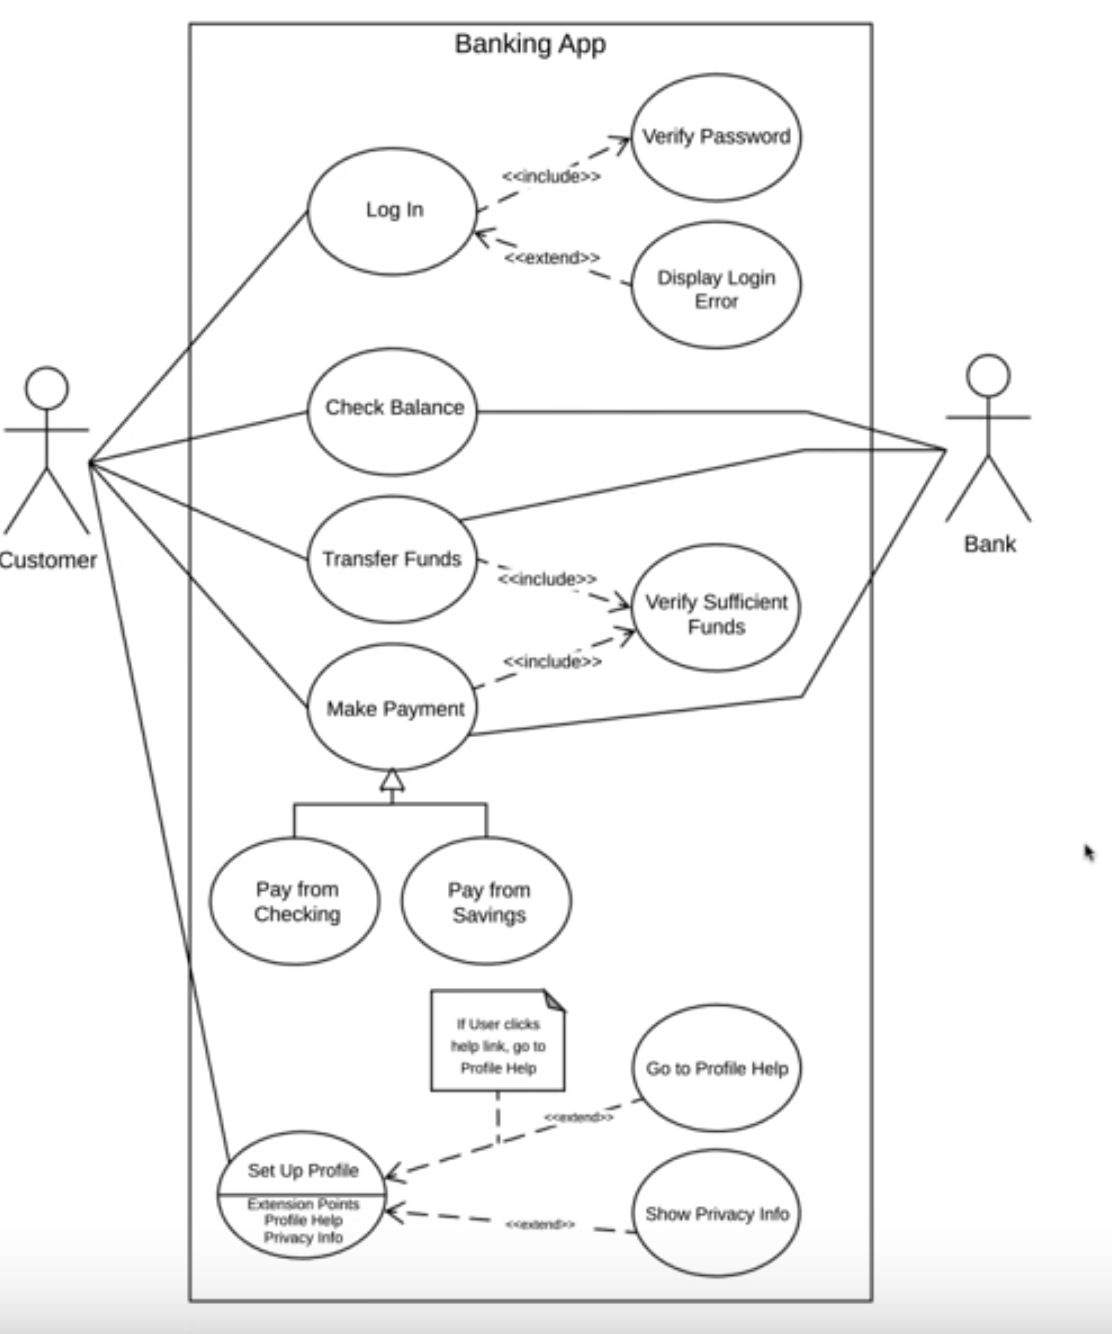 Banking App
Verify Password
<<include>>
Log In
<<extend>>
Display Login
Error
Check Balance
Customer
Bank
Transfer Funds
<<include>>
Verify Sufficient
Funds
<<include>>
Make Payment
Pay from
Checking
Pay from
Savings
If User clicks
help link, go to
Profile Help
Go to Profile Help
<<extend>>
Set Up Profile
Extension Points
Profile Help
Privacy Info
<<extend>>
Show Privacy Info